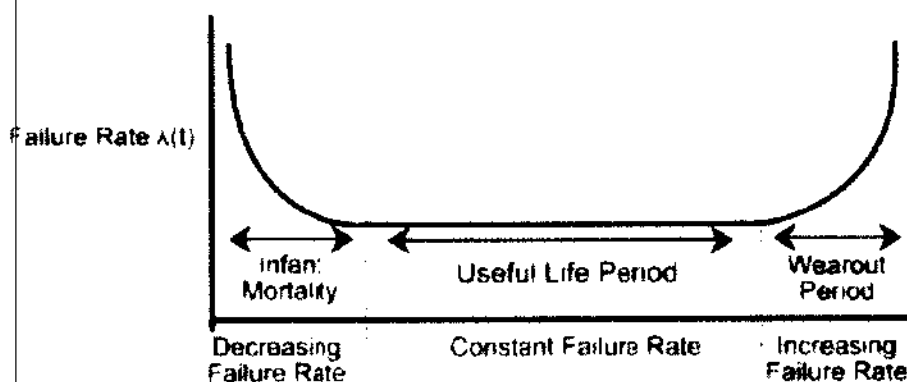 Failure Rate λ(t)
Infant
Mortality
Useful Life Period
Wearout
Period
Decreasing
Failure Rate
Constant Failure Rate
Increasing
Failure Rate